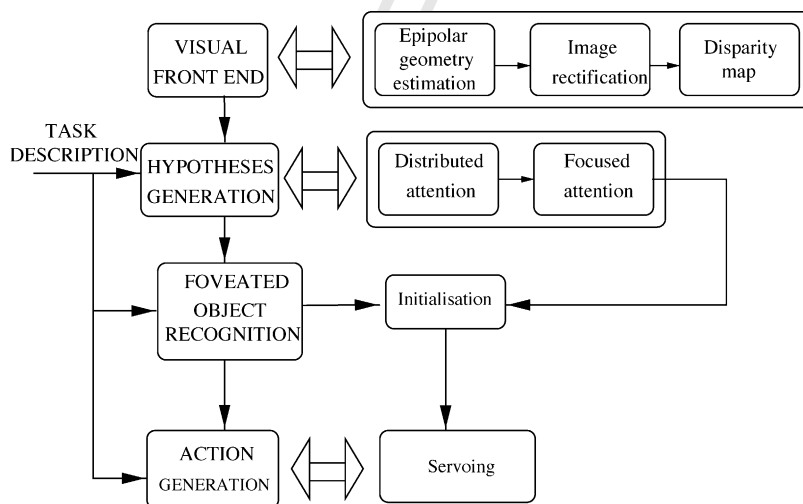 VISUAL
FRONT END
Epipolar
geometry
estimation
Image
rectification
Disparity
map
TASK
DESCRIPTION
HYPOTHESES
GENERATION
Distributed
attention
Focused
attention
FOVEATED
OBJECT
RECOGNITION
Initialisation
ACTION
GENERATION
Servoing